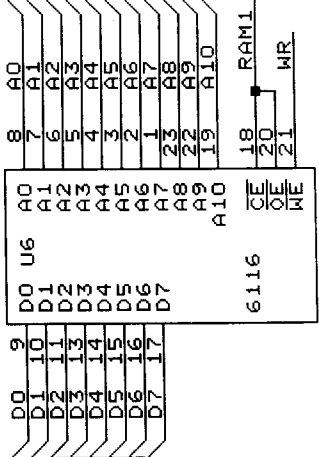 D0 9 D0 U6 A0 8 A0
D1 10 D1 A1 7 A1
D2 11 D2 A2 6 A2
D3 13 D3 A3 5 A3
D4 14 D4 A4 4 A4
D5 15 D5 A5 3 A5
D6 16 D6 A6 2 A6
D7 17 D7 A7 1 A7
A8 23 A8
A9 22 A9
A10 19 A10
6116 CE 18 RAM1
OE 20
WE 21 WR